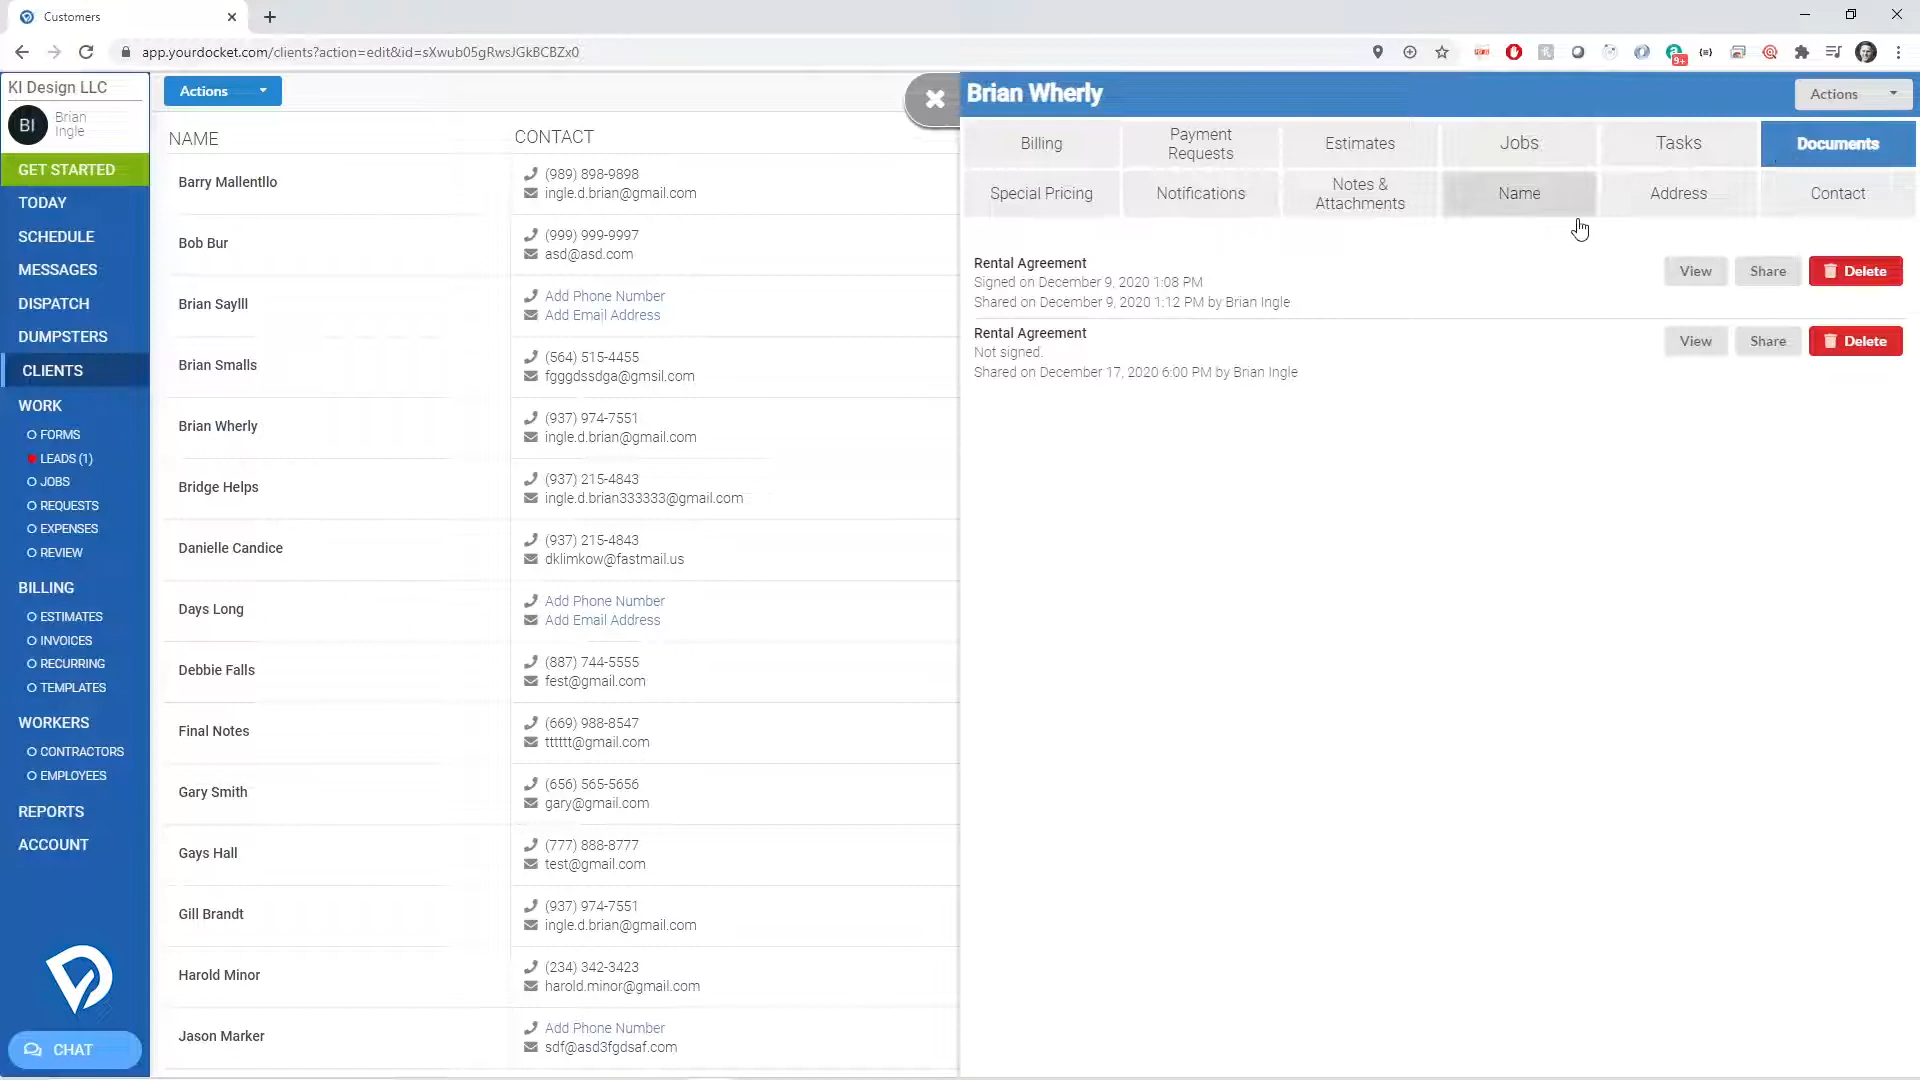 Customers
app.yourdocket.com/clients?action=edit&id=sXwub05gRwsJGkBCBZx0
9+
KI Design LLC
BI
Brian
Ingle
GET STARTED
TODAY
SCHEDULE
MESSAGES
DISPATCH
DUMPSTERS
CLIENTS
WORK
FORMS
LEADS (1)
JOBS
REQUESTS
EXPENSES
REVIEW
BILLING
ESTIMATES
INVOICES
RECURRING
TEMPLATES
WORKERS
CONTRACTORS
EMPLOYEES
REPORTS
ACCOUNT
CHAT
Actions
NAME CONTACT
Barry Mallentllo
(989) 898-9898
ingle.d.brian@gmail.com
Bob Bur
(999) 999-9997
asd@asd.com
Brian Saylll
Add Phone Number
Add Email Address
Brian Smalls
(564) 515-4455
fgggdssdga@gmsil.com
Brian Wherly
(937) 974-7551
ingle.d.brian@gmail.com
Bridge Helps
(937) 215-4843
ingle.d.brian333333@gmail.com
Danielle Candice
(937) 215-4843
dklimkow@fastmail.us
Days Long
Add Phone Number
Add Email Address
Debbie Falls
(887) 744-5555
fest@gmail.com
Final Notes
(669) 988-8547
tttttt@gmail.com
Gary Smith
(656) 565-5656
gary@gmail.com
Gays Hall
(777) 888-8777
test@gmail.com
Gill Brandt
(937) 974-7551
ingle.d.brian@gmail.com
Harold Minor
(234) 342-3423
harold.minor@gmail.com
Jason Marker
Add Phone Number
sdf@asd3fgdsaf.com
Brian Wherly
Actions
Billing
Payment
Requests
Estimates
Jobs
Tasks
Documents
Special Pricing
Notifications
Notes &
Attachments
Name
Address
Contact
Rental Agreement
Signed on December 9, 2020 1:08 PM
Shared on December 9, 2020 1:12 PM by Brian Ingle
View Share Delete
Rental Agreement
Not signed.
Shared on December 17, 2020 6:00 PM by Brian Ingle
View Share Delete